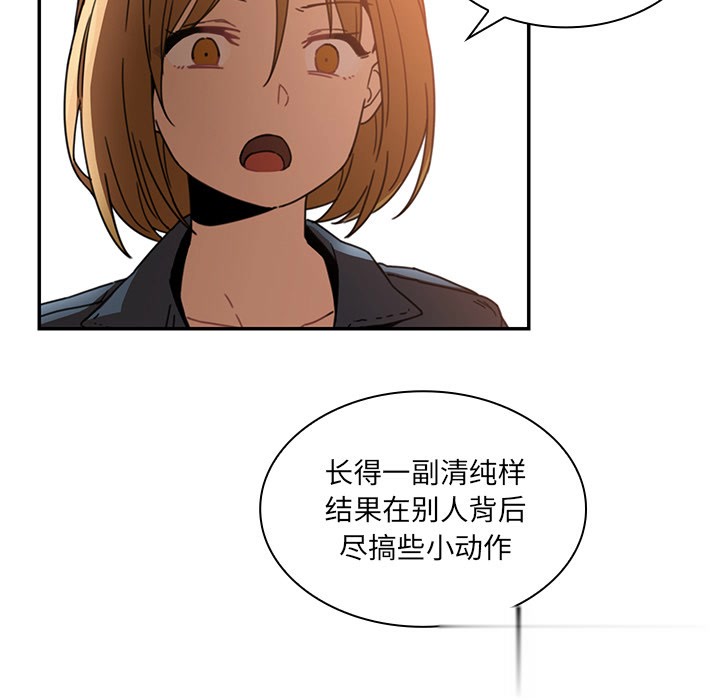 长得一副清纯样
结果在别人背后
尽搞些小动作